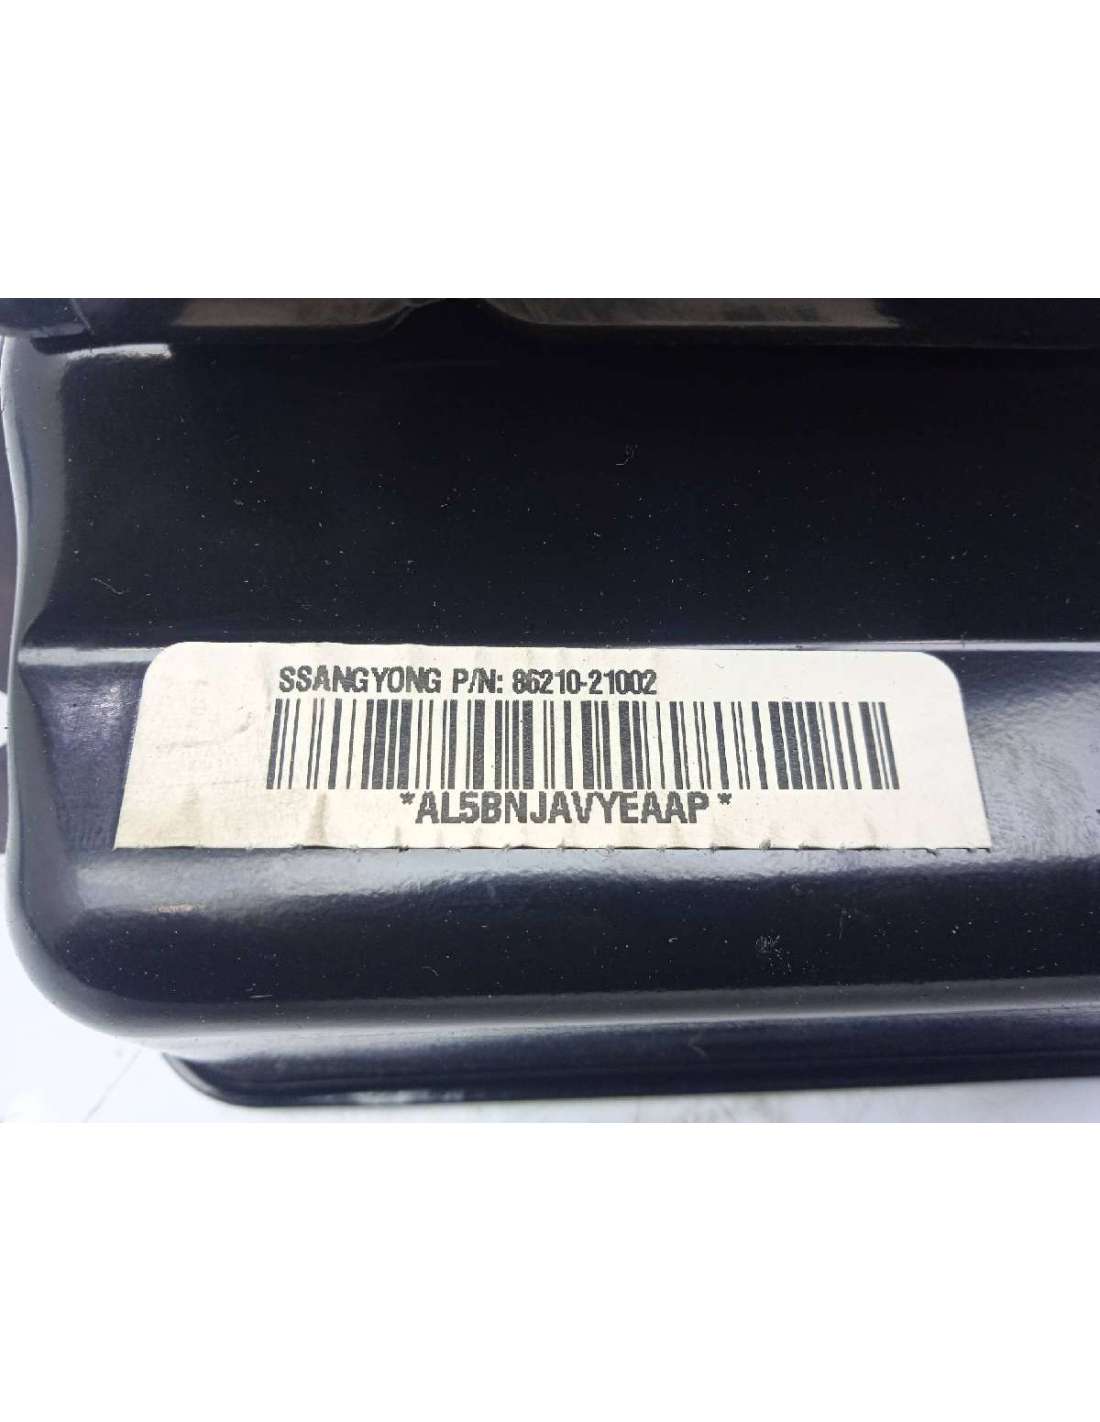 SSANGYONG P/N: 86210-21002
*AL5BNJAVYEAAP*